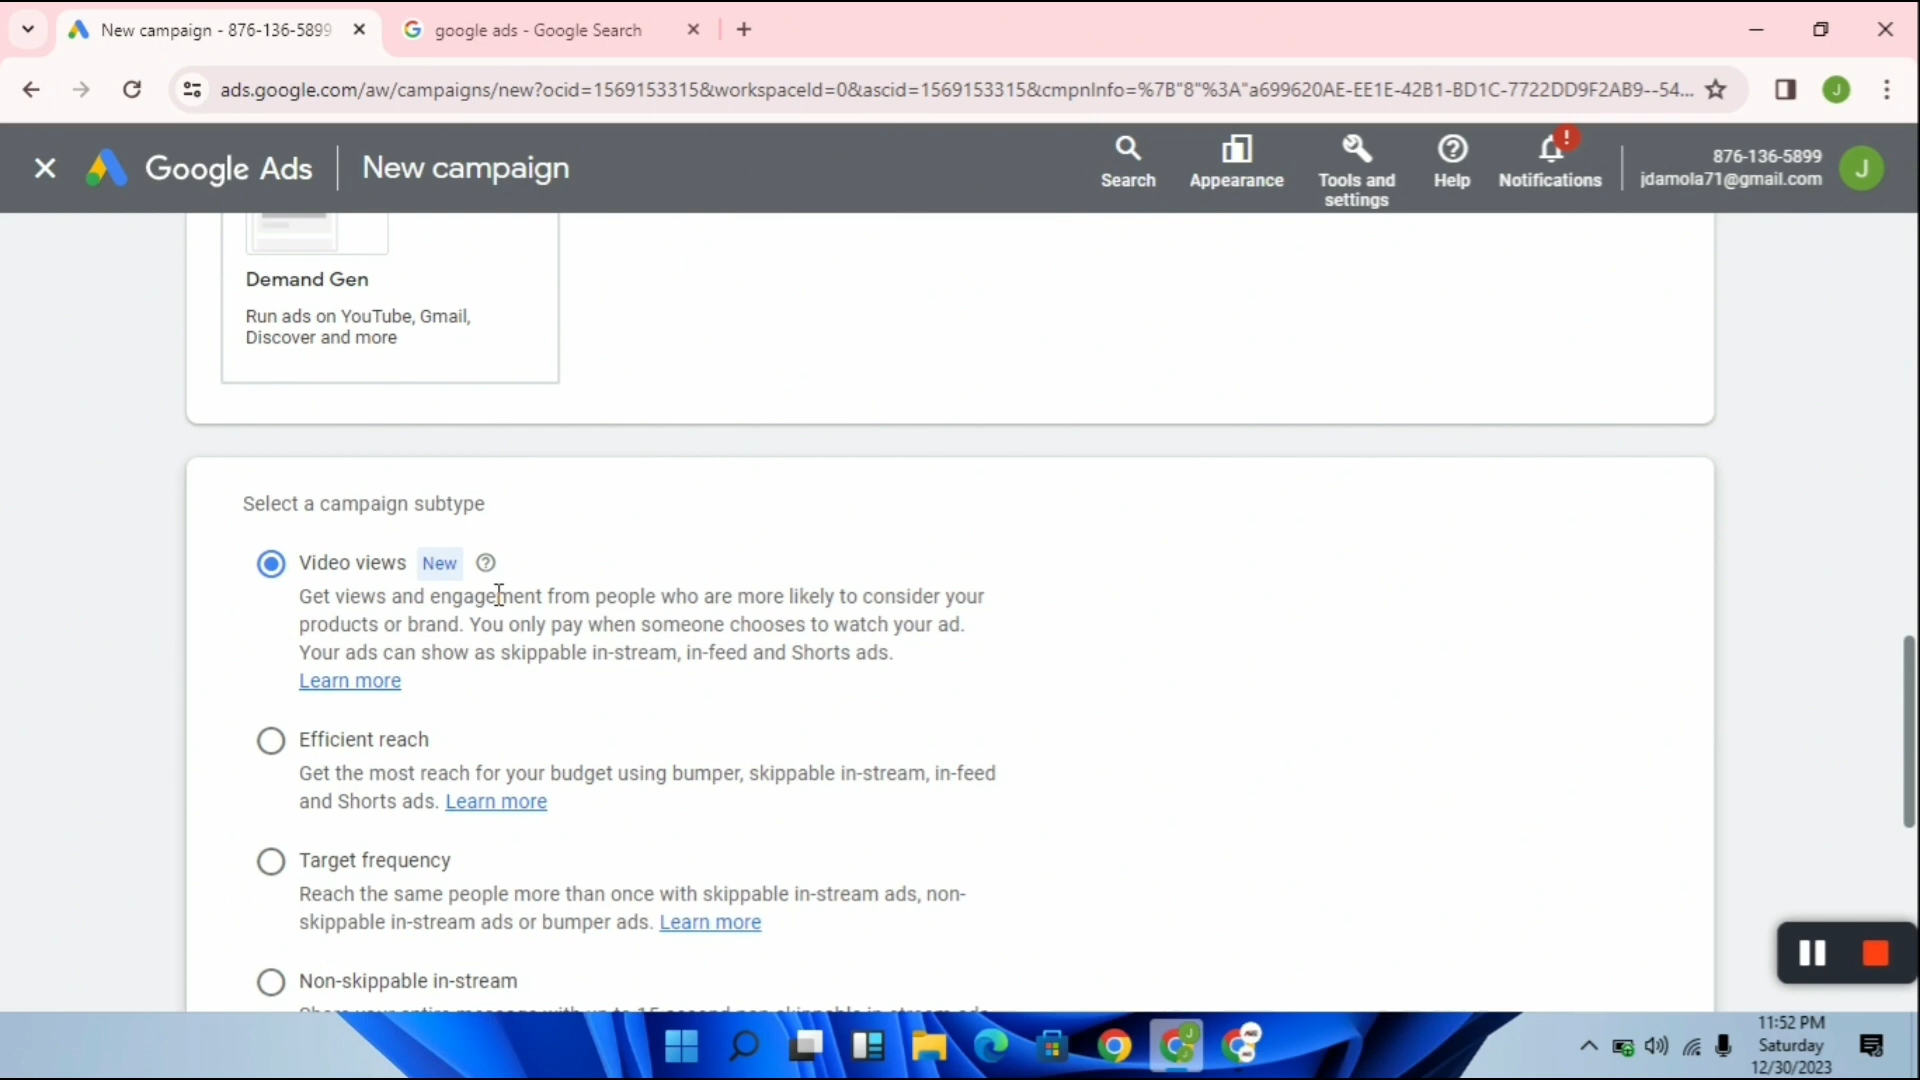 New campaign - 876-136-5899
google ads - Google Search
ads.google.com/aw/campaigns/new?ocid=1569153315&workspaceId=0&ascid=1569153315&cmpnInfo=%7B"8"%3A"a699620AE-EE1E-42B1-BD1C-7722DD9F2AB9--54...
J
Google Ads
New campaign
Search
Appearance
Tools and settings
Help
!
Notifications
876-136-5899
jdamola71@gmail.com
J
Demand Gen
Run ads on YouTube, Gmail,
Discover and more
Select a campaign subtype
Video views New
Get views and engagement from people who are more likely to consider your
products or brand. You only pay when someone chooses to watch your ad.
Your ads can show as skippable in-stream, in-feed and Shorts ads.
Learn more
Efficient reach
Get the most reach for your budget using bumper, skippable in-stream, in-feed
and Shorts ads. Learn more
Target frequency
Reach the same people more than once with skippable in-stream ads, non-
skippable in-stream ads or bumper ads. Learn more
Non-skippable in-stream
11:52 PM
Saturday
12/30/2023